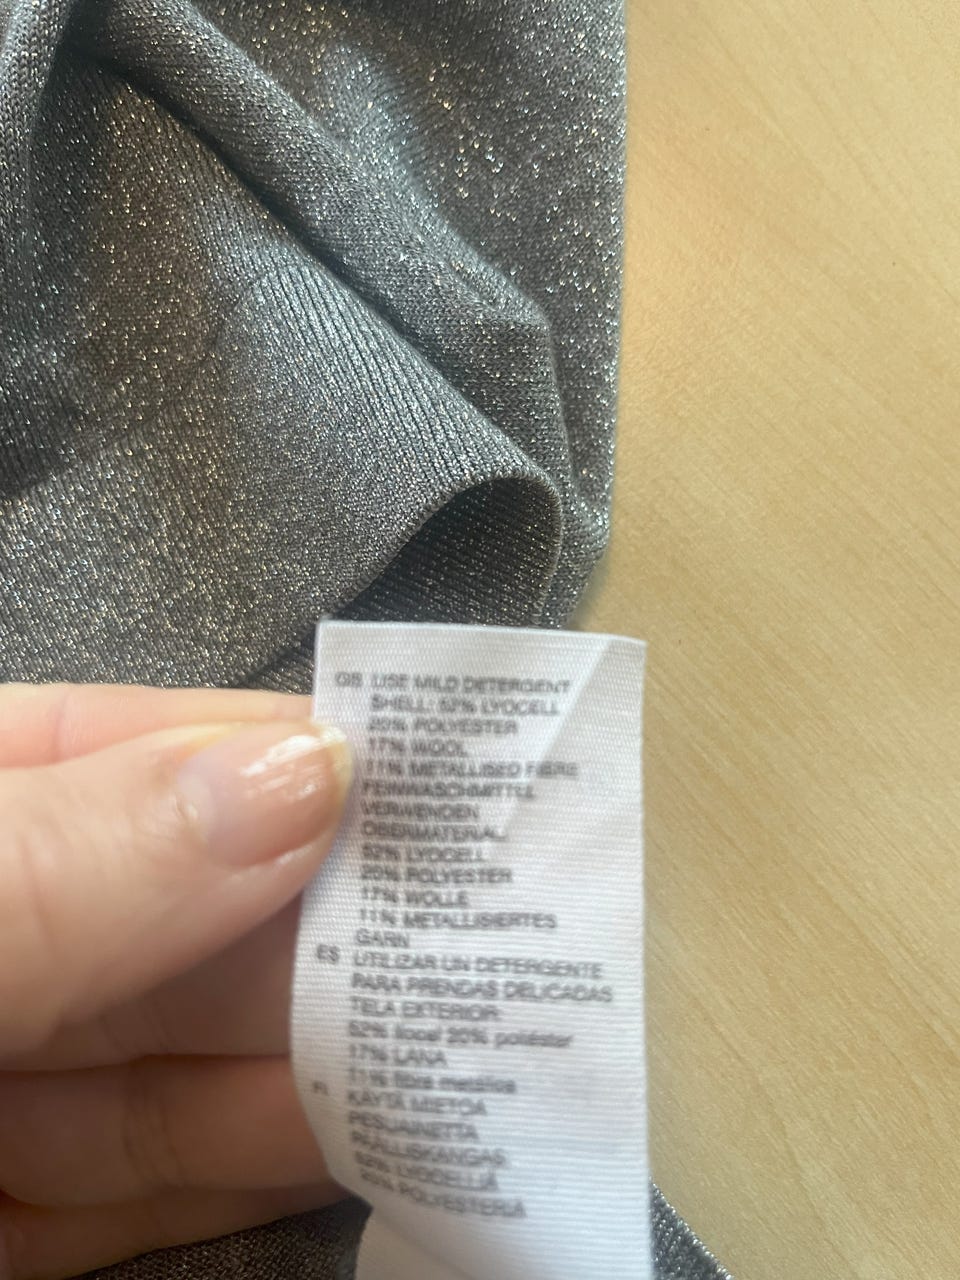 GB USE MILD DETERGENT
SHELL: 52% LYOCELL
20% POLYESTER
17% WOOL
11% METALLISED FIBRE
FEINWASCHMITTEL
VERWENDEN
OBERMATERIAL:
52% LYOCELL
20% POLYESTER
17% WOLLE
11% METALLISIERTES
GARN
ES UTILIZAR UN DETERGENTE
PARA PRENDAS DELICADAS
TELA EXTERIOR:
52% liocel 20% poliéster
17% LANA
11% fibra metálica
FI KÄYTÄ MIETOA
PESUAINETTA
PÄÄLLISKANGAS:
52% LYOCELLIÄ
20% POLYESTERIÄ